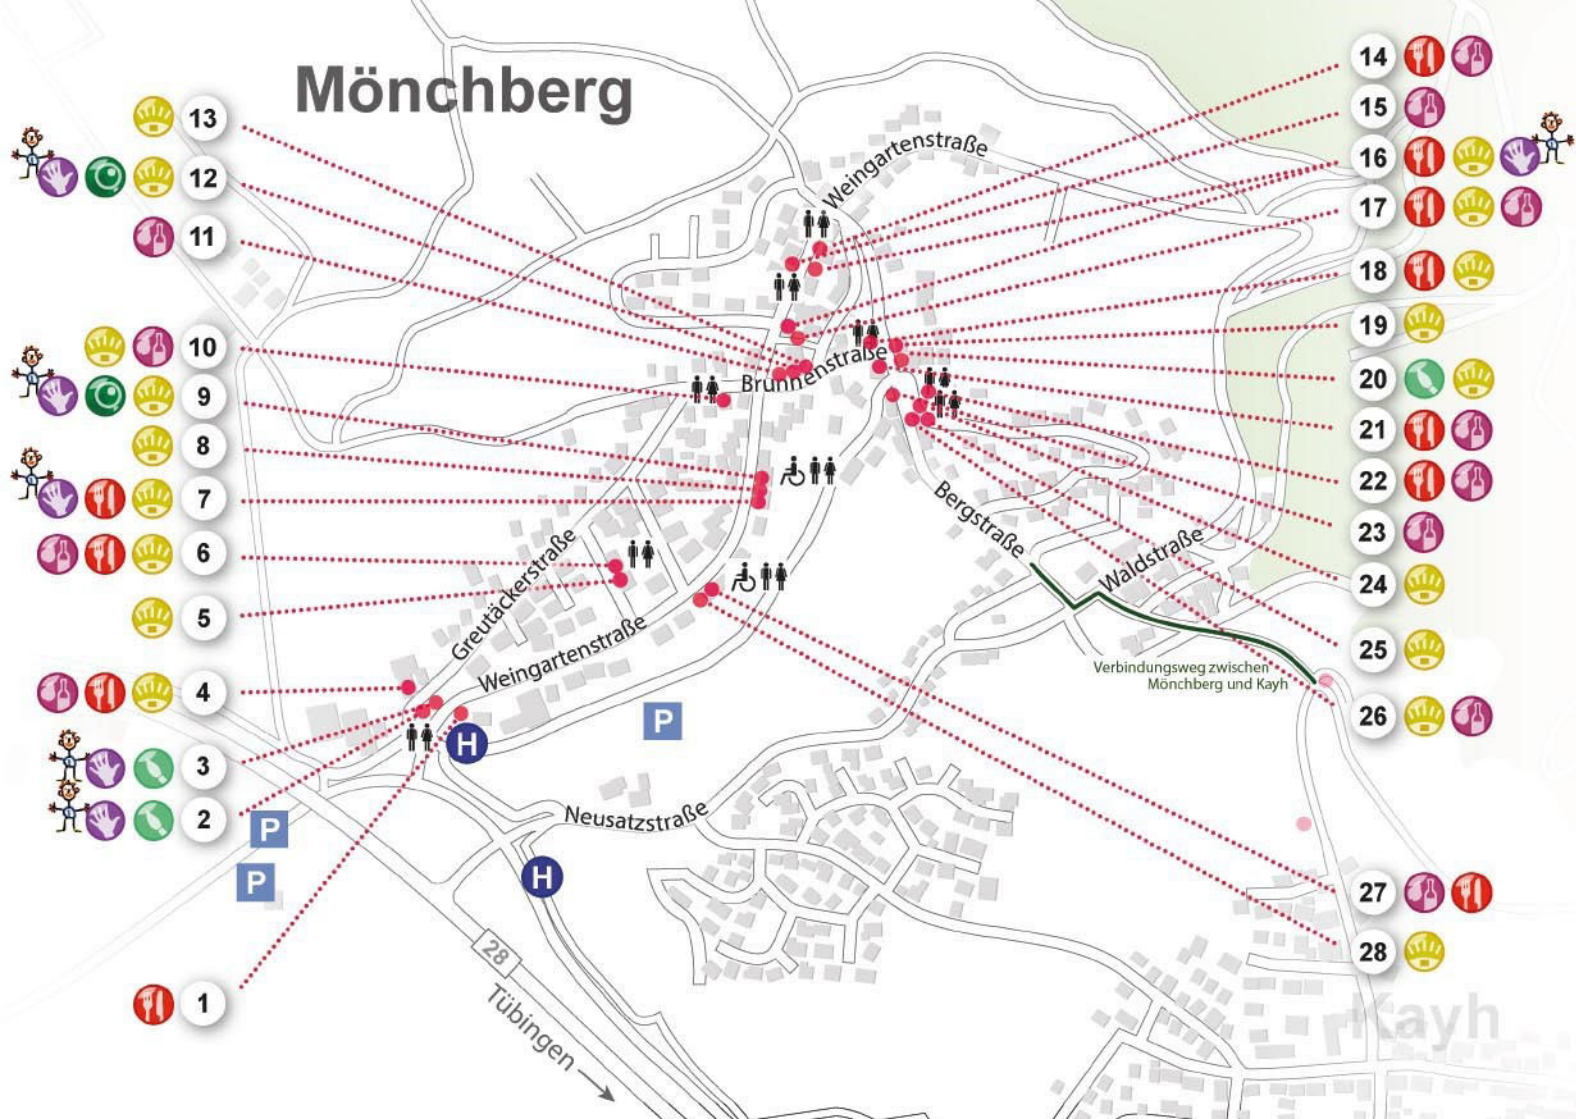 Mönchberg
13
12
11
10
9
8
7
6
5
4
3
2
1
14
15
16
17
18
19
20
21
22
23
24
25
26
27
28
Weingartenstraße
Brunnenstraße
Bergstraße
Waldstraße
Greutäckerstraße
Weingartenstraße
Verbindungsweg zwischen
Mönchberg und Kayh
P
H
Neusatzstraße
P
P
H
28
Tübingen
Kayh